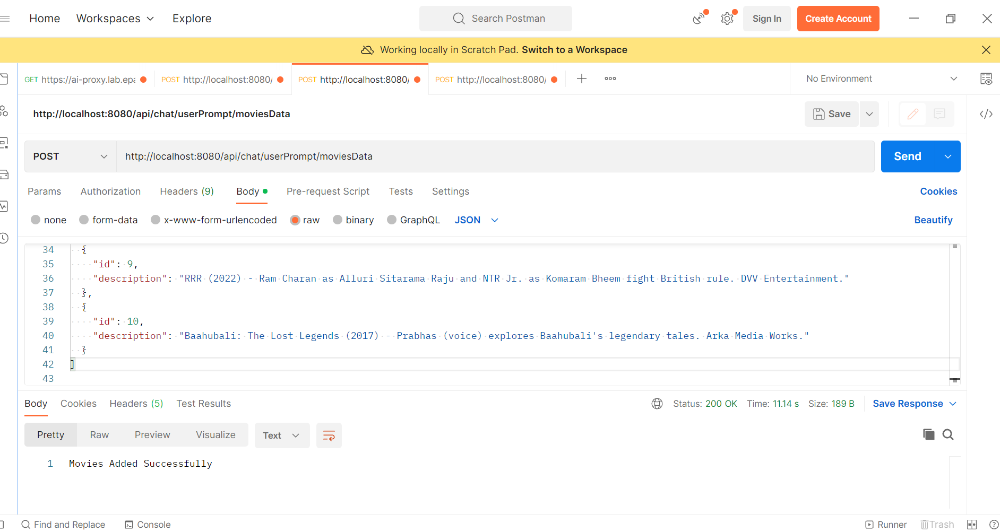 Home Workspaces Explore Search Postman Sign In Create Account
Working locally in Scratch Pad. Switch to a Workspace
GET https://ai-proxy.lab.epa POST http://localhost:8080/ POST http://localhost:8080/ POST http://localhost:8080/ No Environment
http://localhost:8080/api/chat/userPrompt/moviesData Save
POST http://localhost:8080/api/chat/userPrompt/moviesData Send
Params Authorization Headers (9) Body Pre-request Script Tests Settings Cookies
none form-data x-www-form-urlencoded raw binary GraphQL JSON Beautify
34 {
35 "id": 9,
36 "description": "RRR (2022) - Ram Charan as Alluri Sitarama Raju and NTR Jr. as Komaram Bheem fight British rule. DVV Entertainment."
37 },
38 {
39 "id": 10,
40 "description": "Baahubali: The Lost Legends (2017) - Prabhas (voice) explores Baahubali's legendary tales. Arka Media Works."
41 }
42 ]
43
Body Cookies Headers (5) Test Results Status: 200 OK Time: 11.14 s Size: 189 B Save Response
Pretty Raw Preview Visualize Text
1 Movies Added Successfully
Find and Replace Console Runner Trash